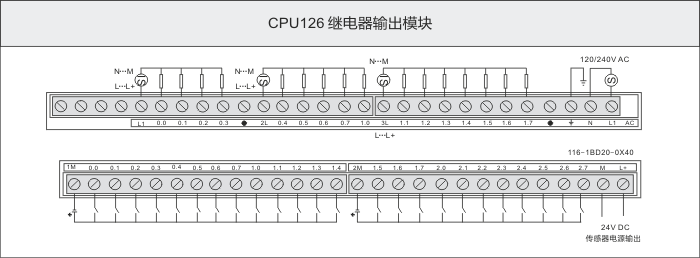 CPU126 继电器输出模块
120/240V AC
N···M N···M N···M
L···L+ L···L+
L1 0.0 0.1 0.2 0.3 2L 0.4 0.5 0.6 0.7 1.0 3L 1.1 1.2 1.3 1.4 1.5 1.6 1.7 N L1 AC
L···L+
116-1BD20-0X40
1M 0.0 0.1 0.2 0.3 0.4 0.5 0.6 0.7 1.0 1.1 1.2 1.3 1.4 2M 1.5 1.6 1.7 2.0 2.1 2.2 2.3 2.4 2.5 2.6 2.7 M L+
24V DC
传感器电源输出